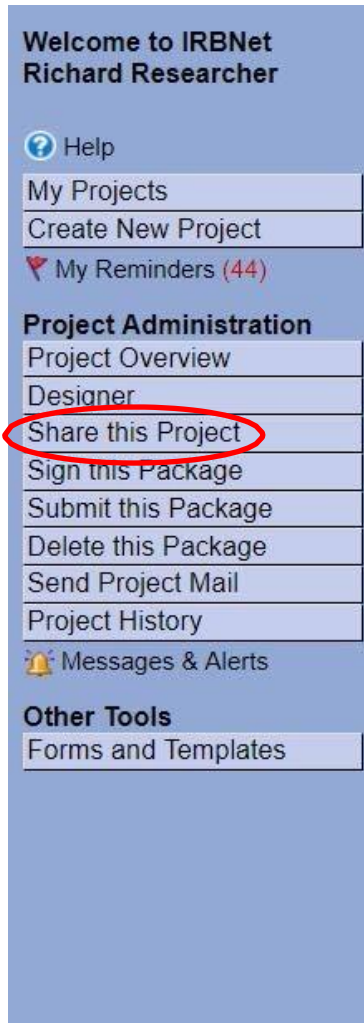 Welcome to IRBNet
Richard Researcher
Help
My Projects
Create New Project
My Reminders (44)
Project Administration
Project Overview
Designer
Share this Project
Sign this Package
Submit this Package
Delete this Package
Send Project Mail
Project History
Messages & Alerts
Other Tools
Forms and Templates